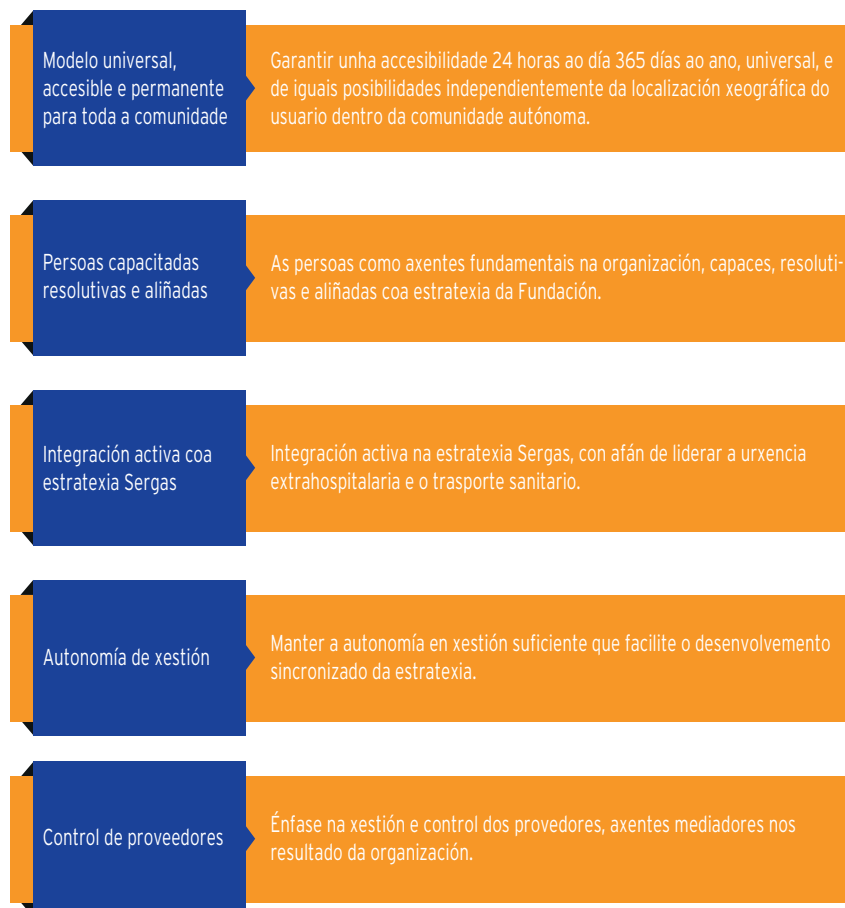 Modelo universal,
accesible e permanente
para toda a comunidade
Garantir unha accesibilidade 24 horas ao día 365 días ao ano, universal, e
de iguais posibilidades independientemente da localización xeográfica do
usuario dentro da comunidade autónoma.
Persoas capacitadas
resolutivas e aliñadas
As persoas como axentes fundamentais na organización, capaces, resoluti-
vas e aliñadas coa estratexia da Fundación.
Integración activa coa
estratexia Sergas
Integración activa na estratexia Sergas, con afán de liderar a urxencia
extrahospitalaria e o trasporte sanitario.
Autonomía de xestión
Manter a autonomía en xestión suficiente que facilite o desenvolvemento
sincronizado da estratexia.
Control de proveedores
Énfase na xestión e control dos provedores, axentes mediadores nos
resultado da organización.